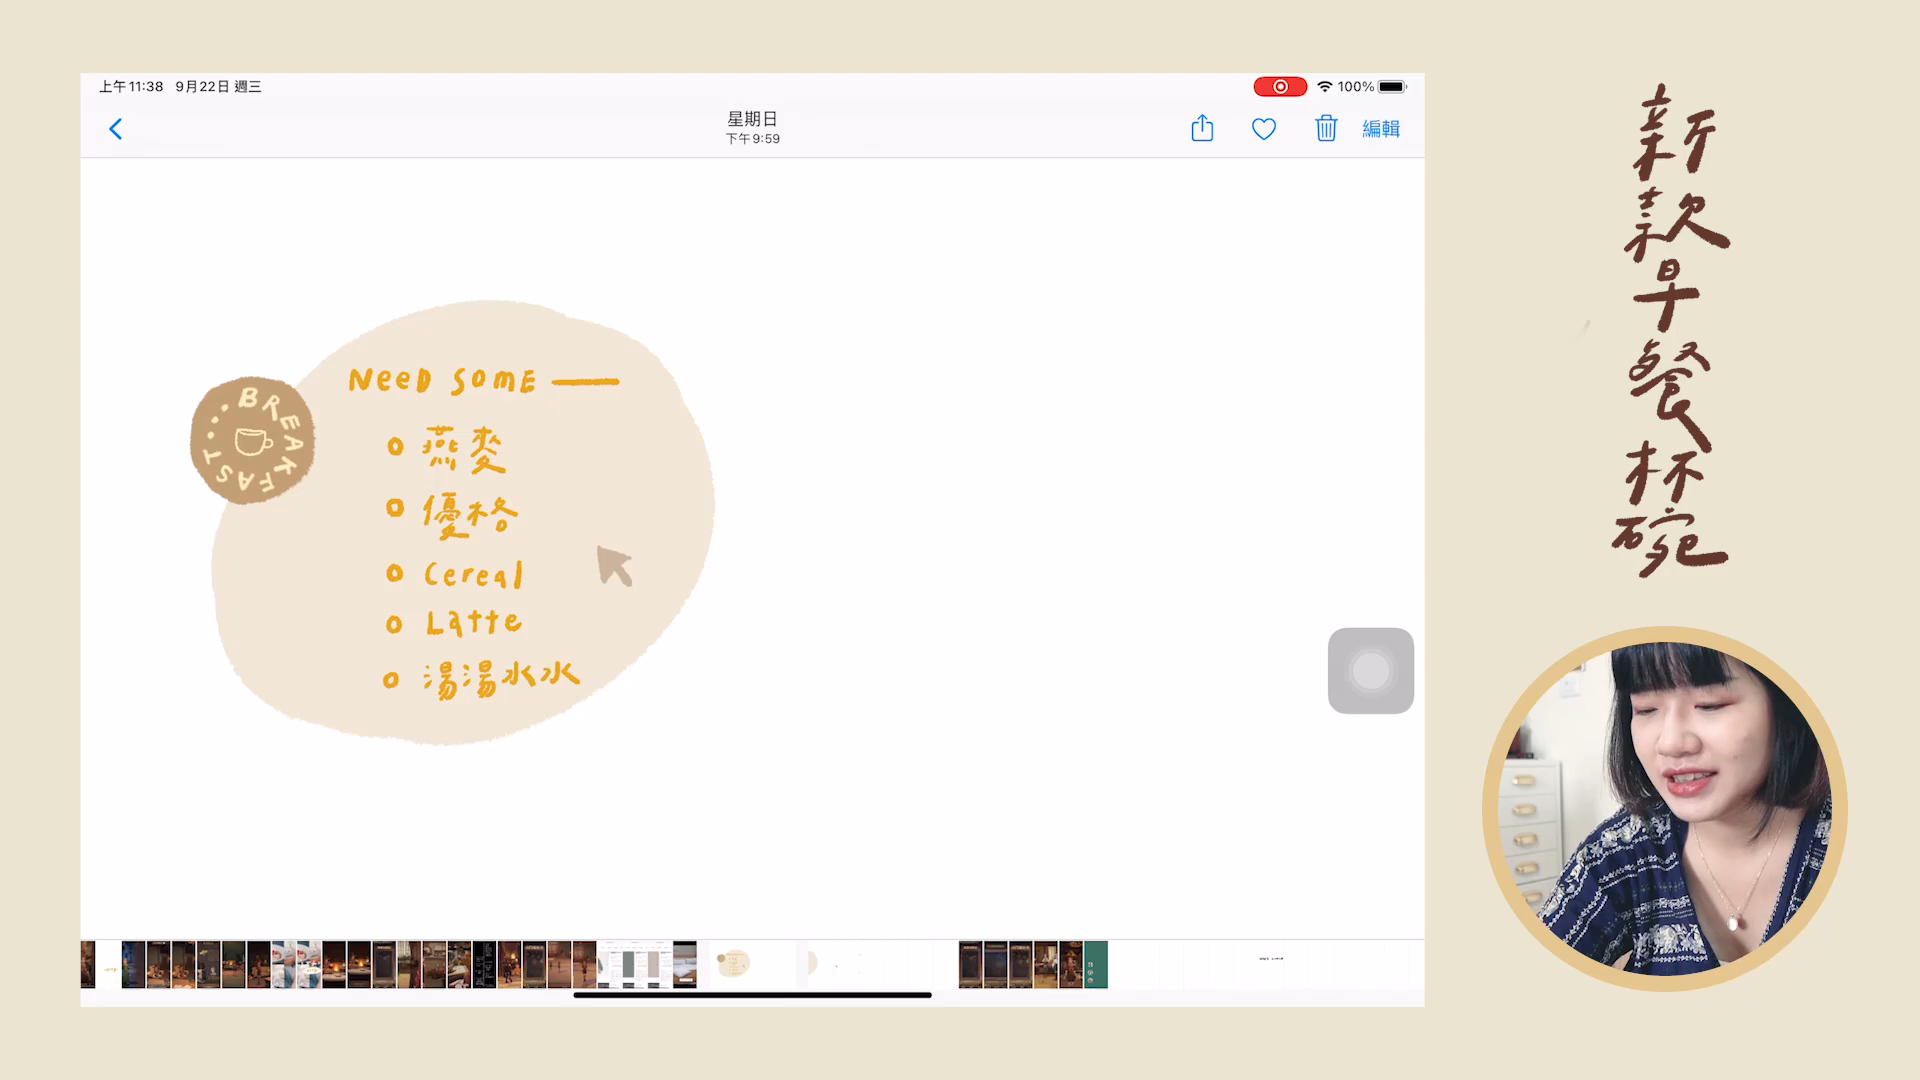 上午11:38 9月22日 週三
100%
星期日
下午9:59
編輯
BREAKFAST
NeeD SOME
燕麥
優格
Cereal
Latte
湯湯水水
新款早餐杯碗